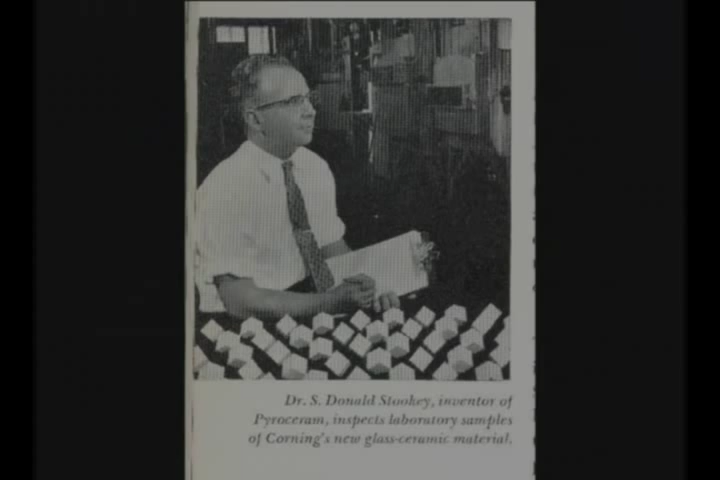 Dr. S. Donald Stookey, inventor of
Pyroceram, inspects laboratory samples
of Corning's new glass-ceramic material.